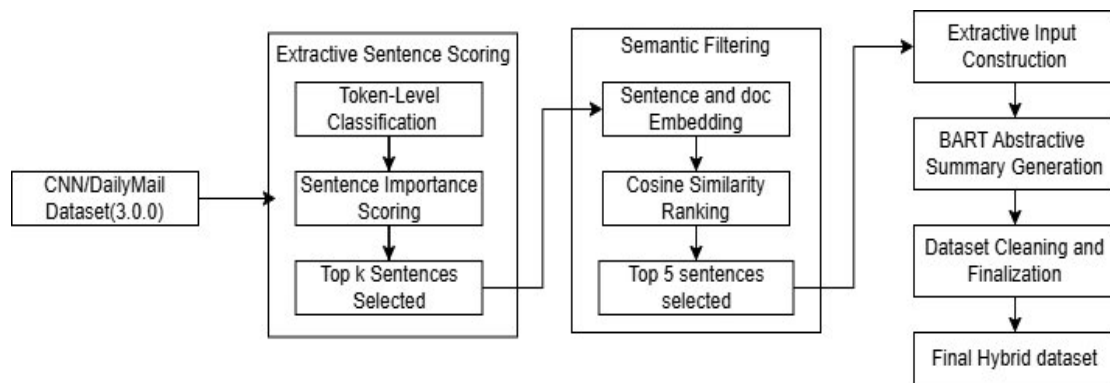 CNN/DailyMail
Dataset(3.0.0)
Extractive Sentence Scoring
Token-Level
Classification
Sentence Importance
Scoring
Top k Sentences
Selected
Semantic Filtering
Sentence and doc
Embedding
Cosine Similarity
Ranking
Top 5 sentences
selected
Extractive Input
Construction
BART Abstractive
Summary Generation
Dataset Cleaning and
Finalization
Final Hybrid dataset